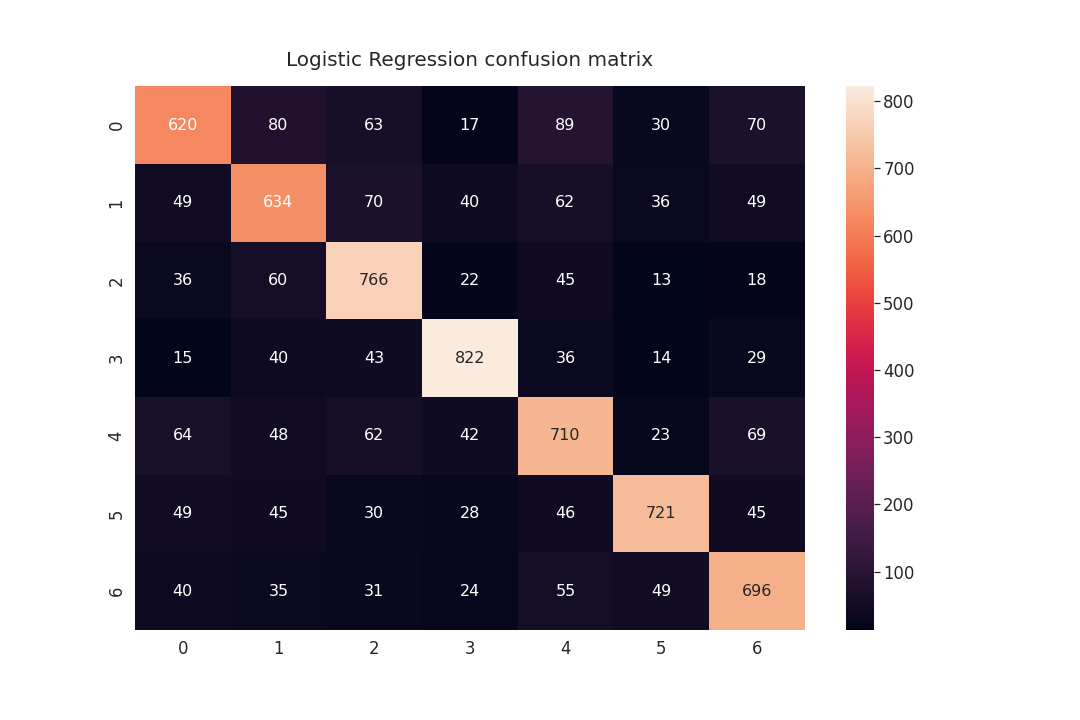 Logistic Regression confusion matrix
0 620 80 63 17 89 30 70
1 49 634 70 40 62 36 49
2 36 60 766 22 45 13 18
3 15 40 43 822 36 14 29
4 64 48 62 42 710 23 69
5 49 45 30 28 46 721 45
6 40 35 31 24 55 49 696
0 1 2 3 4 5 6
800
700
600
500
400
300
200
100